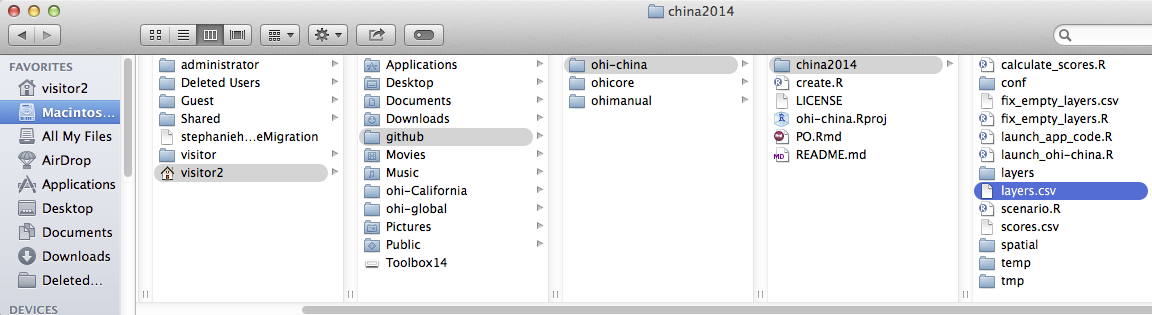 china2014
FAVORITES
visitor2
Macintos...
All My Files
AirDrop
Applications
Desktop
Documents
Downloads
Deleted...
DEVICES
administrator
Deleted Users
Guest
Shared
stephanieh...eMigration
visitor
visitor2
Applications
Desktop
Documents
Downloads
github
Movies
Music
ohi-California
ohi-global
Pictures
Public
Toolbox14
ohi-china
ohicore
ohimanual
china2014
create.R
LICENSE
ohi-china.Rproj
PO.Rmd
README.md
calculate_scores.R
conf
fix_empty_layers.csv
fix_empty_layers.R
launch_app_code.R
launch_ohi-china.R
layers
layers.csv
scenario.R
scores.csv
spatial
temp
tmp